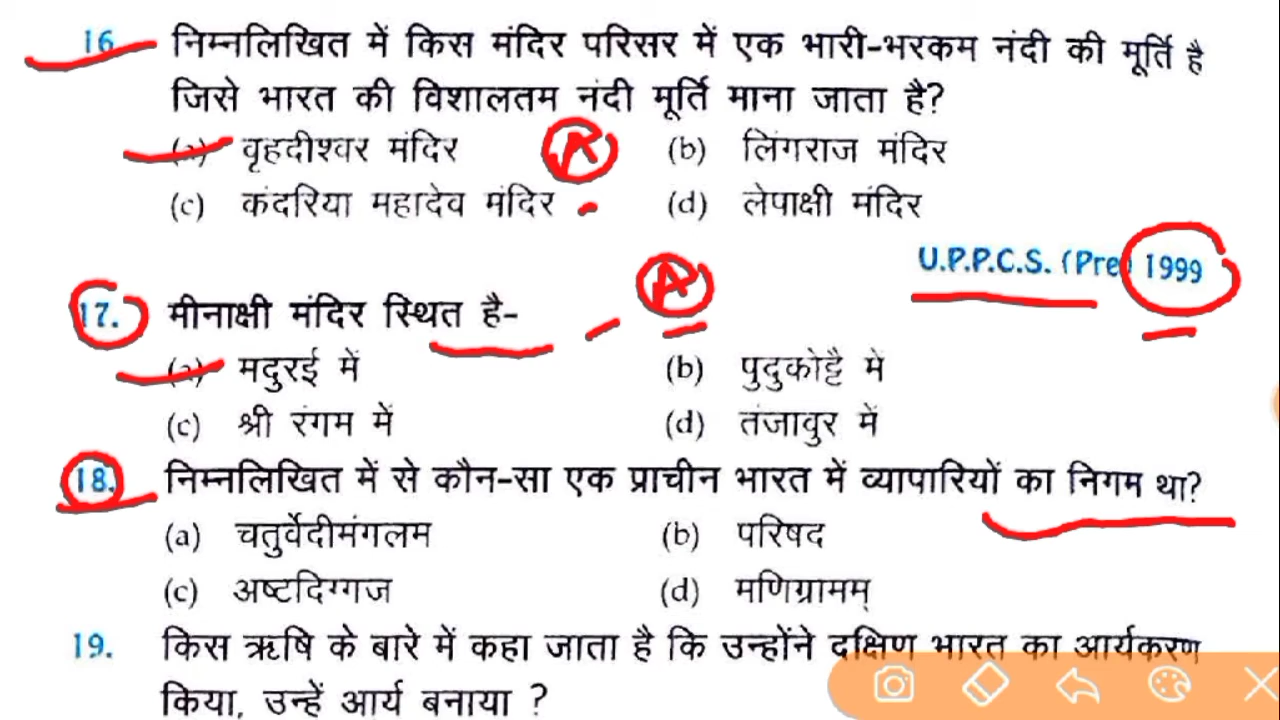 16 निम्नलिखित में किस मंदिर परिसर में एक भारी-भरकम नंदी की मूर्ति है
जिसे भारत की विशालतम नंदी मूर्ति माना जाता है?
(a) वृहदीश्वर मंदिर A (b) लिंगराज मंदिर
(c) कंदरिया महादेव मंदिर (d) लेपाक्षी मंदिर
U.P.P.C.S. (Pre) 1999
17. मीनाक्षी मंदिर स्थित है- A
(a) मदुरई में (b) पुदुकोट्टै में
(c) श्री रंगम में (d) तंजावुर में
18. निम्नलिखित में से कौन-सा एक प्राचीन भारत में व्यापारियों का निगम था?
(a) चतुर्वेदीमंगलम (b) परिषद
(c) अष्टदिग्गज (d) मणिग्रामम्
19. किस ऋषि के बारे में कहा जाता है कि उन्होंने दक्षिण भारत का आर्यकरण
किया, उन्हें आर्य बनाया ?